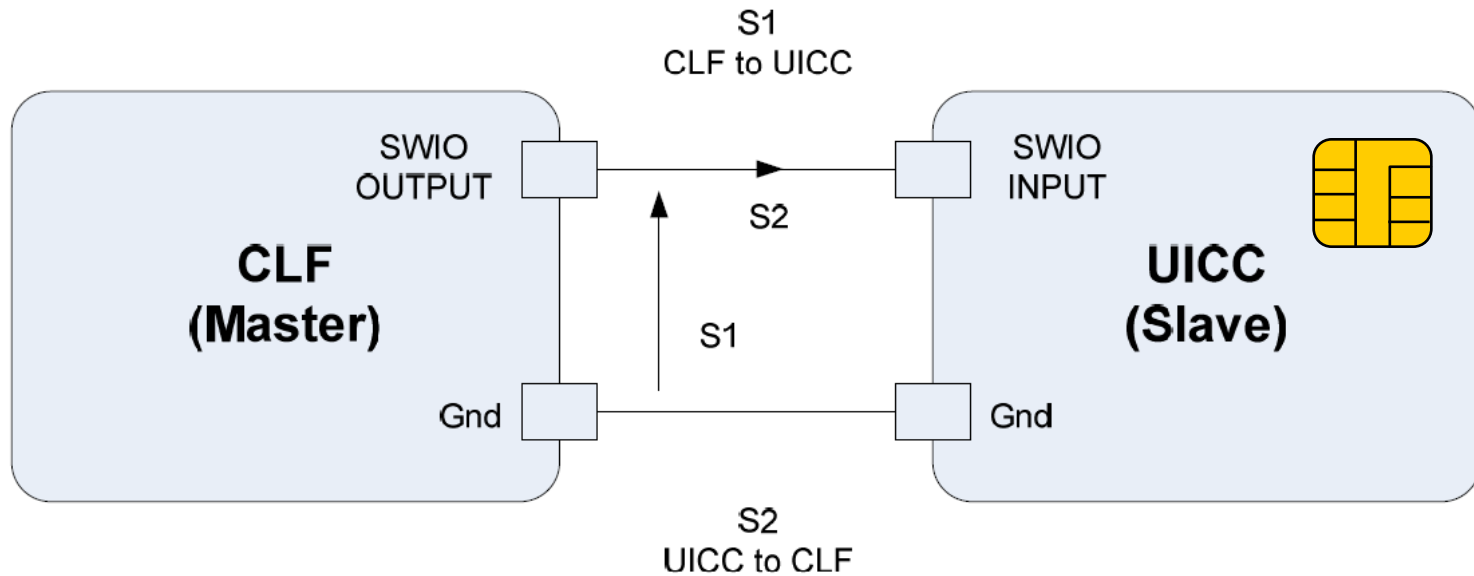 S1
CLF to UICC
SWIO
OUTPUT
SWIO
INPUT
S2
CLF
(Master)
UICC
(Slave)
S1
Gnd
Gnd
S2
UICC to CLF